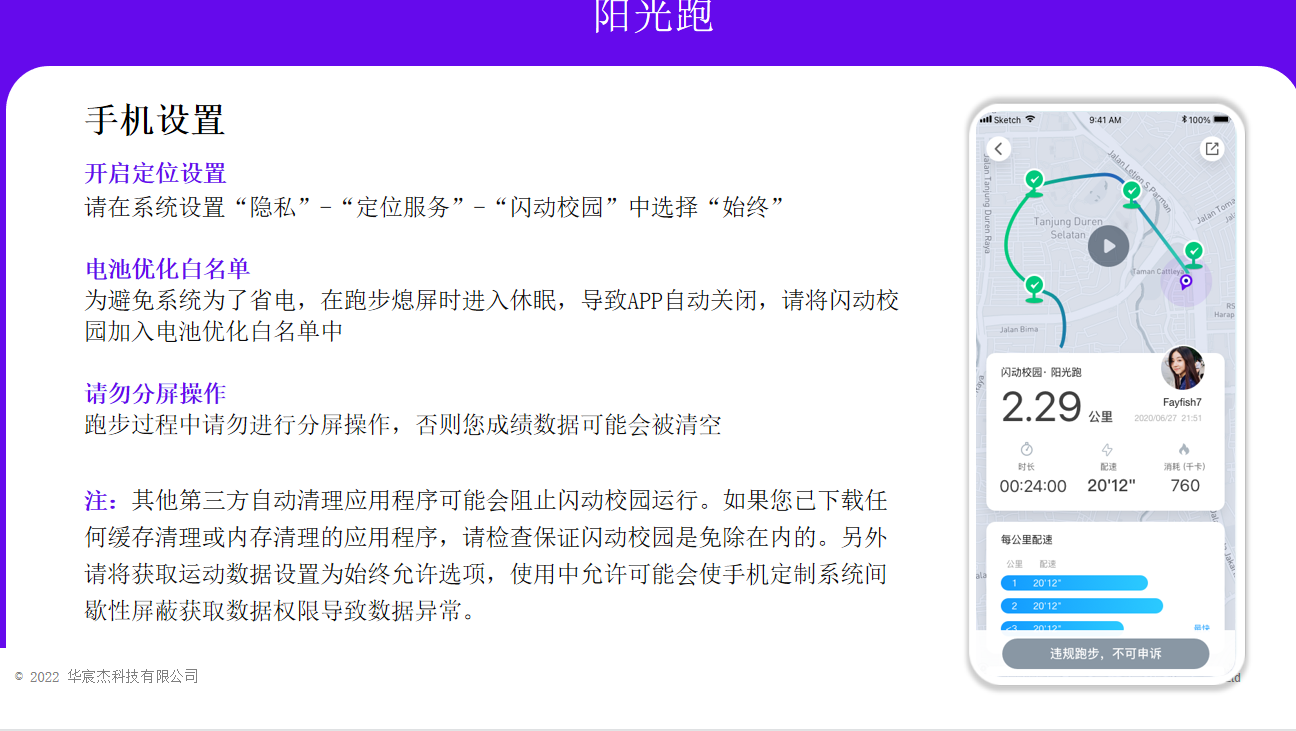 阳光跑
手机设置
开启定位设置
请在系统设置“隐私”-“定位服务”-“闪动校园”中选择“始终”
电池优化白名单
为避免系统为了省电，在跑步熄屏时进入休眠，导致APP自动关闭，请将闪动校
园加入电池优化白名单中
请勿分屏操作
跑步过程中请勿进行分屏操作，否则您成绩数据可能会被清空
注：其他第三方自动清理应用程序可能会阻止闪动校园运行。如果您已下载任
何缓存清理或内存清理的应用程序，请检查保证闪动校园是免除在内的。另外
请将获取运动数据设置为始终允许选项，使用中允许可能会使手机定制系统间
歇性屏蔽获取数据权限导致数据异常。
© 2022 华宸杰科技有限公司
Sketch 9:41 AM 100%
Jalan Letjen S Parman
Jalan Tanjung Duren Raya
Jalan Toma
Tanjung Duren
Selatan
Taman Cattleya
RS
Harap
Jalan Bima
闪动校园· 阳光跑
2.29 公里
Fayfish7
2020/06/27 21:51
时长 配速 消耗 (千卡)
00:24:00 20'12" 760
每公里配速
公里 配速
1 20'12"
2 20'12"
<3 20'12" 最快
违规跑步，不可申诉